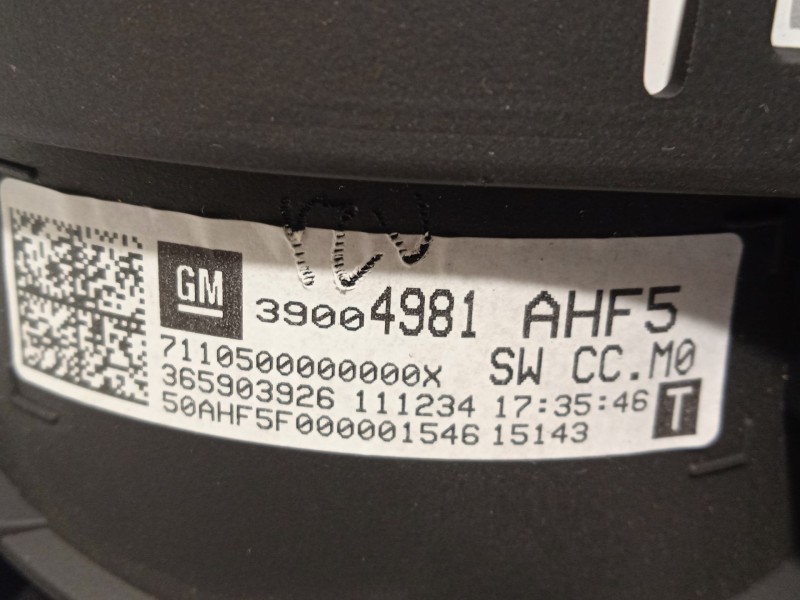 GM 39004981 AHF5
7110500000000X SW CC.M0
365903926 111234 17:35:46 T
50AHF5F000001546 15143